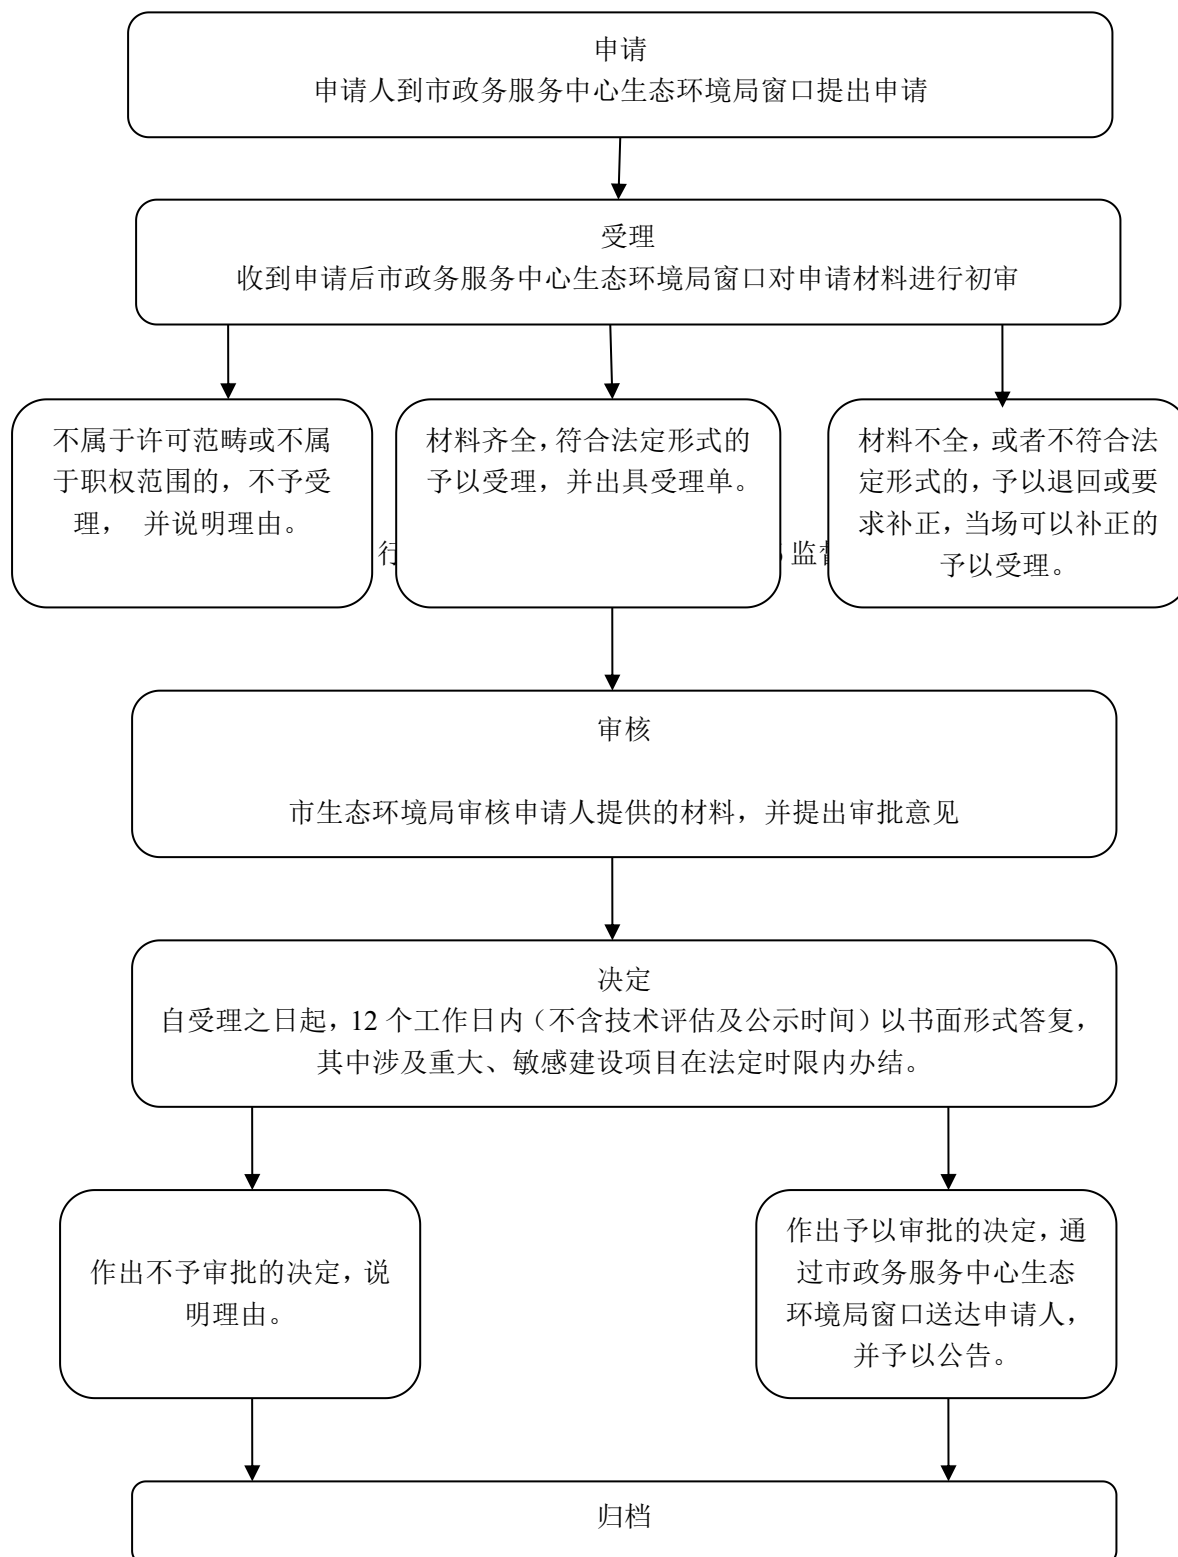 申请
申请人到市政务服务中心生态环境局窗口提出申请
受理
收到申请后市政务服务中心生态环境局窗口对申请材料进行初审
不属于许可范畴或不属
于职权范围的，不予受
理， 并说明理由。
材料齐全，符合法定形式的
予以受理，并出具受理单。
材料不全，或者不符合法
定形式的，予以退回或要
求补正，当场可以补正的
予以受理。
行
监督
审核
市生态环境局审核申请人提供的材料，并提出审批意见
决定
自受理之日起，12 个工作日内（不含技术评估及公示时间）以书面形式答复，
其中涉及重大、敏感建设项目在法定时限内办结。
作出不予审批的决定，说
明理由。
作出予以审批的决定，通
过市政务服务中心生态
环境局窗口送达申请人，
并予以公告。
归档